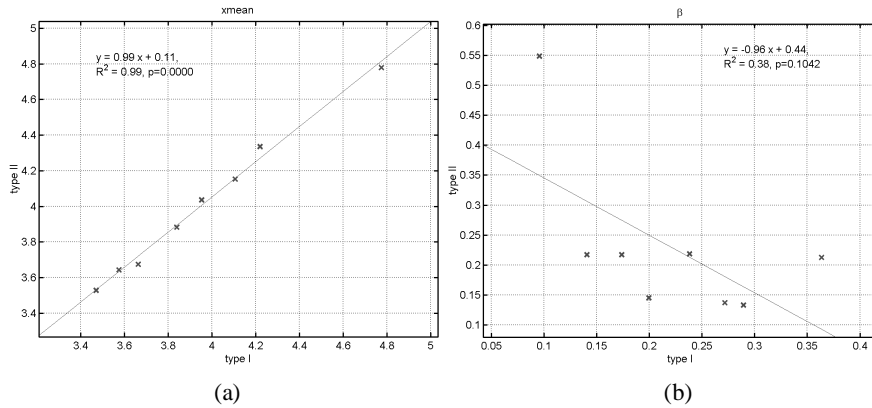 xmean
y = 0.99 x + 0.11,
R² = 0.99, p=0.0000
5
4.8
4.6
4.4
4.2
4
3.8
3.6
3.4
type II
3.4 3.6 3.8 4 4.2 4.4 4.6 4.8 5
type I
(a)
β
y = -0.96 x + 0.44,
R² = 0.38, p=0.1042
0.6
0.55
0.5
0.45
0.4
0.35
0.3
0.25
0.2
0.15
0.1
type II
0.05 0.1 0.15 0.2 0.25 0.3 0.35 0.4
type I
(b)